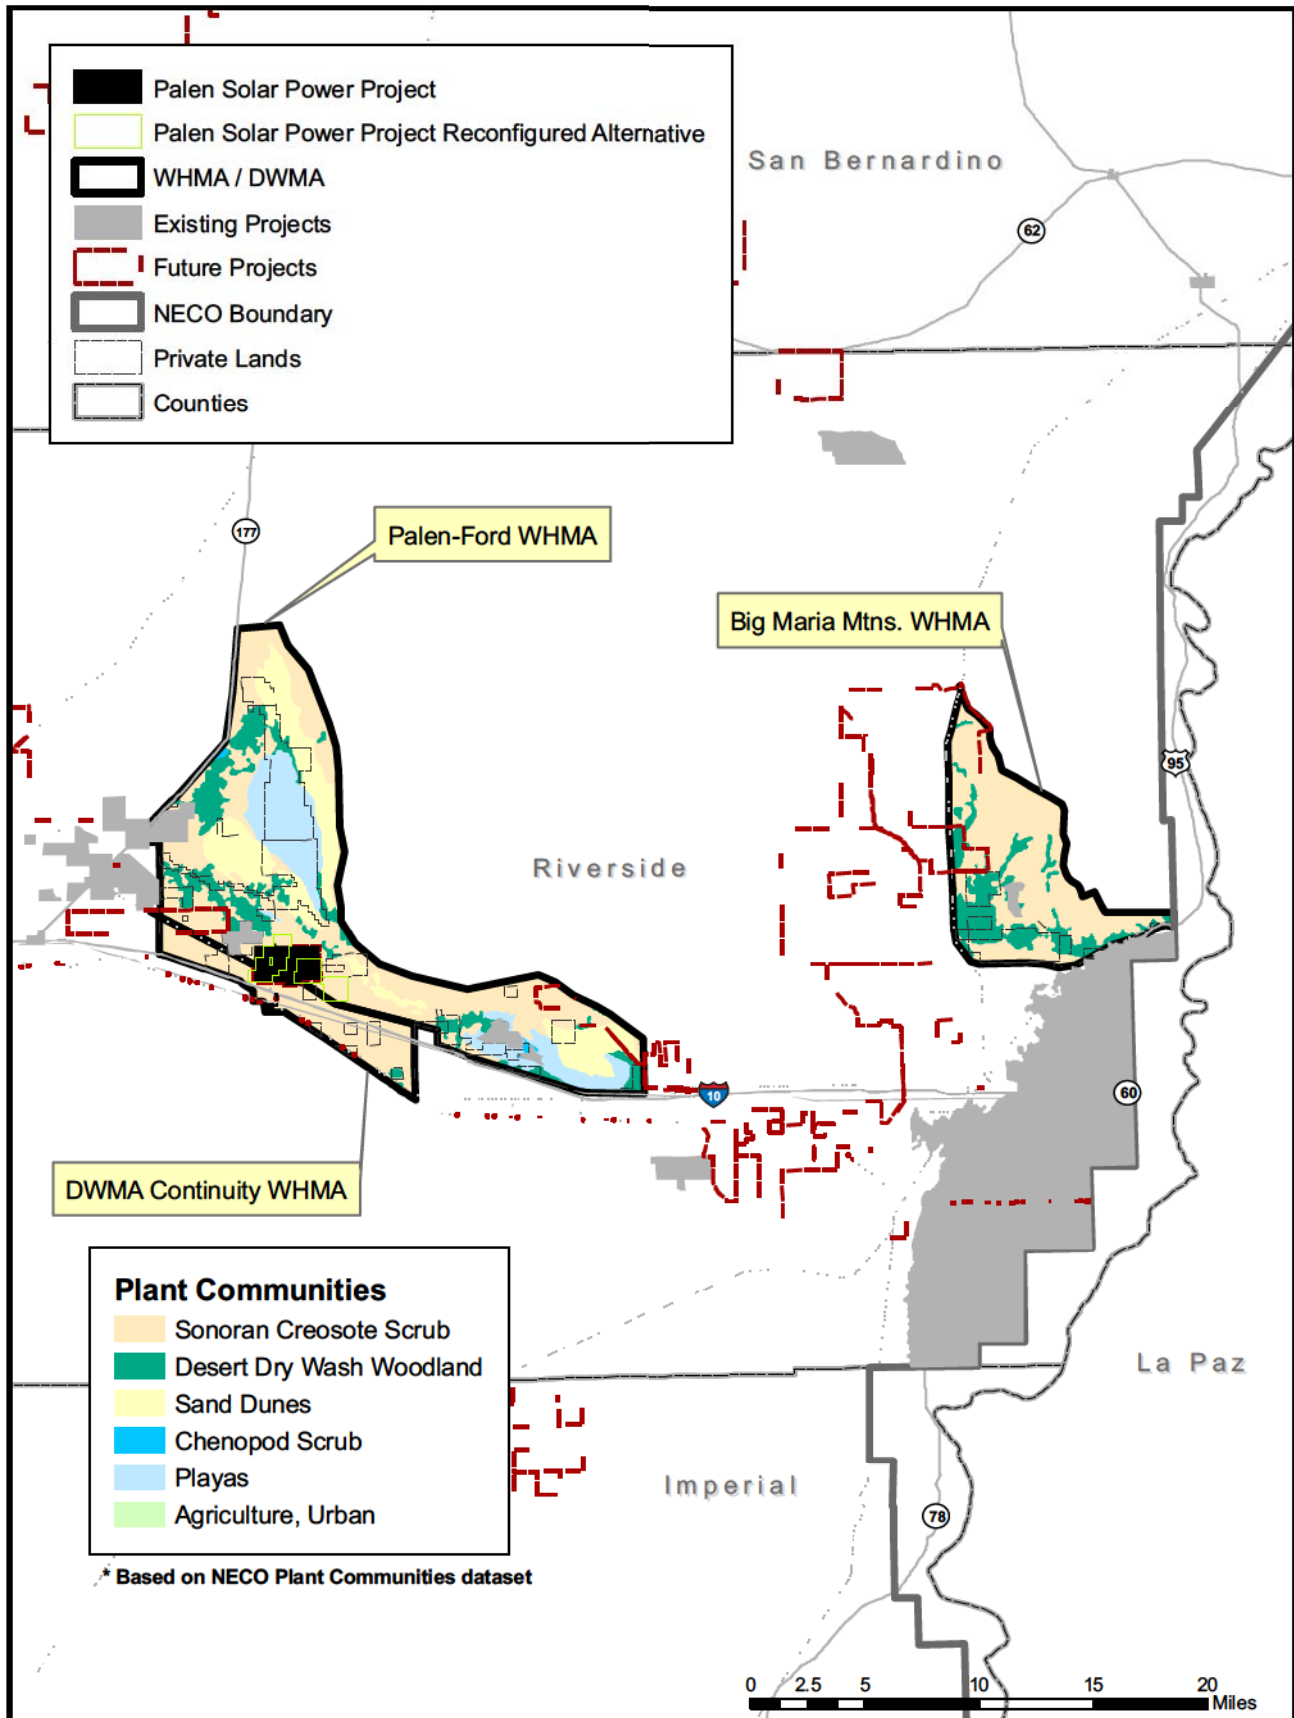 Palen Solar Power Project
Palen Solar Power Project Reconfigured Alternative
WHMA / DWMA
Existing Projects
Future Projects
NECO Boundary
Private Lands
Counties
San Bernardino
62
177
Palen-Ford WHMA
Big Maria Mtns. WHMA
95
Riverside
10
60
DWMA Continuity WHMA
Plant Communities
Sonoran Creosote Scrub
Desert Dry Wash Woodland
Sand Dunes
Chenopod Scrub
Playas
Agriculture, Urban
* Based on NECO Plant Communities dataset
La Paz
Imperial
78
0 2.5 5 10 15 20
Miles